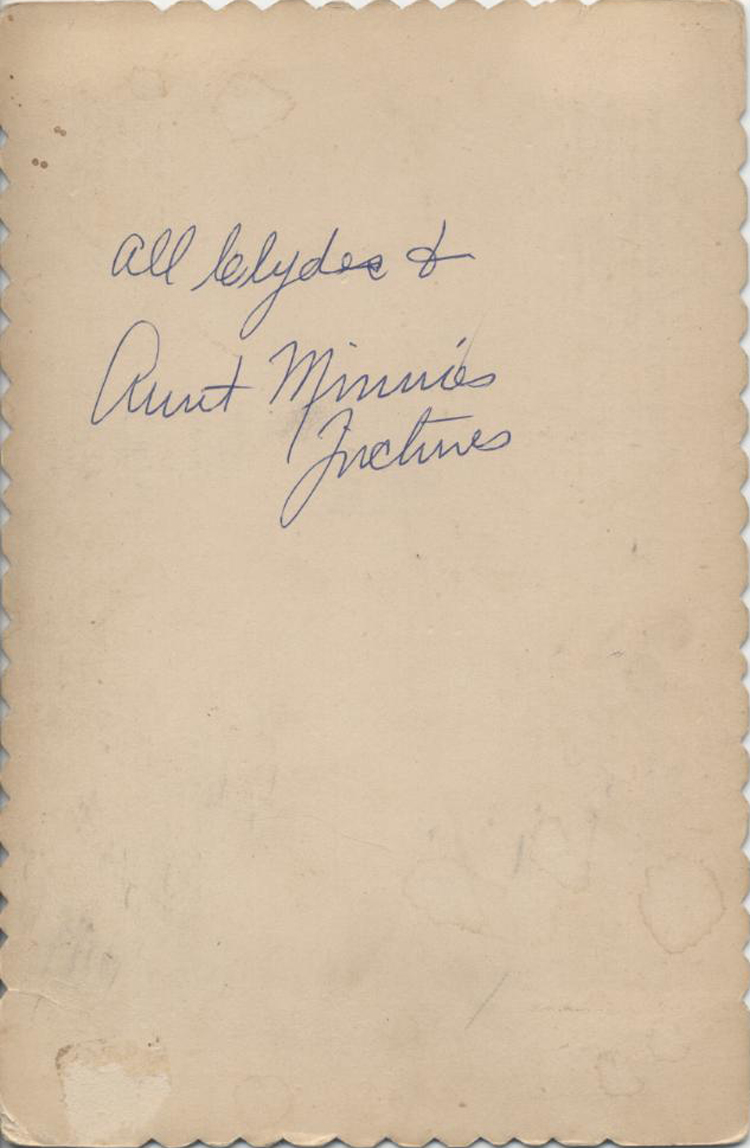 All Clydes &
Aunt Minnies
Pictures